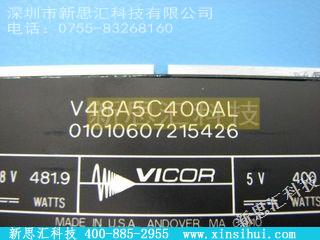 深圳市新思汇科技有限公司
电话：0755-83268160
V48A5C400AL
01010607215426
8 V 481.9 WATTS
VICOR
5 V 400 WATTS
MADE IN U.S.A. ANDOVER, MA
新思汇科技 400-885-2955 www.xinsihui.com